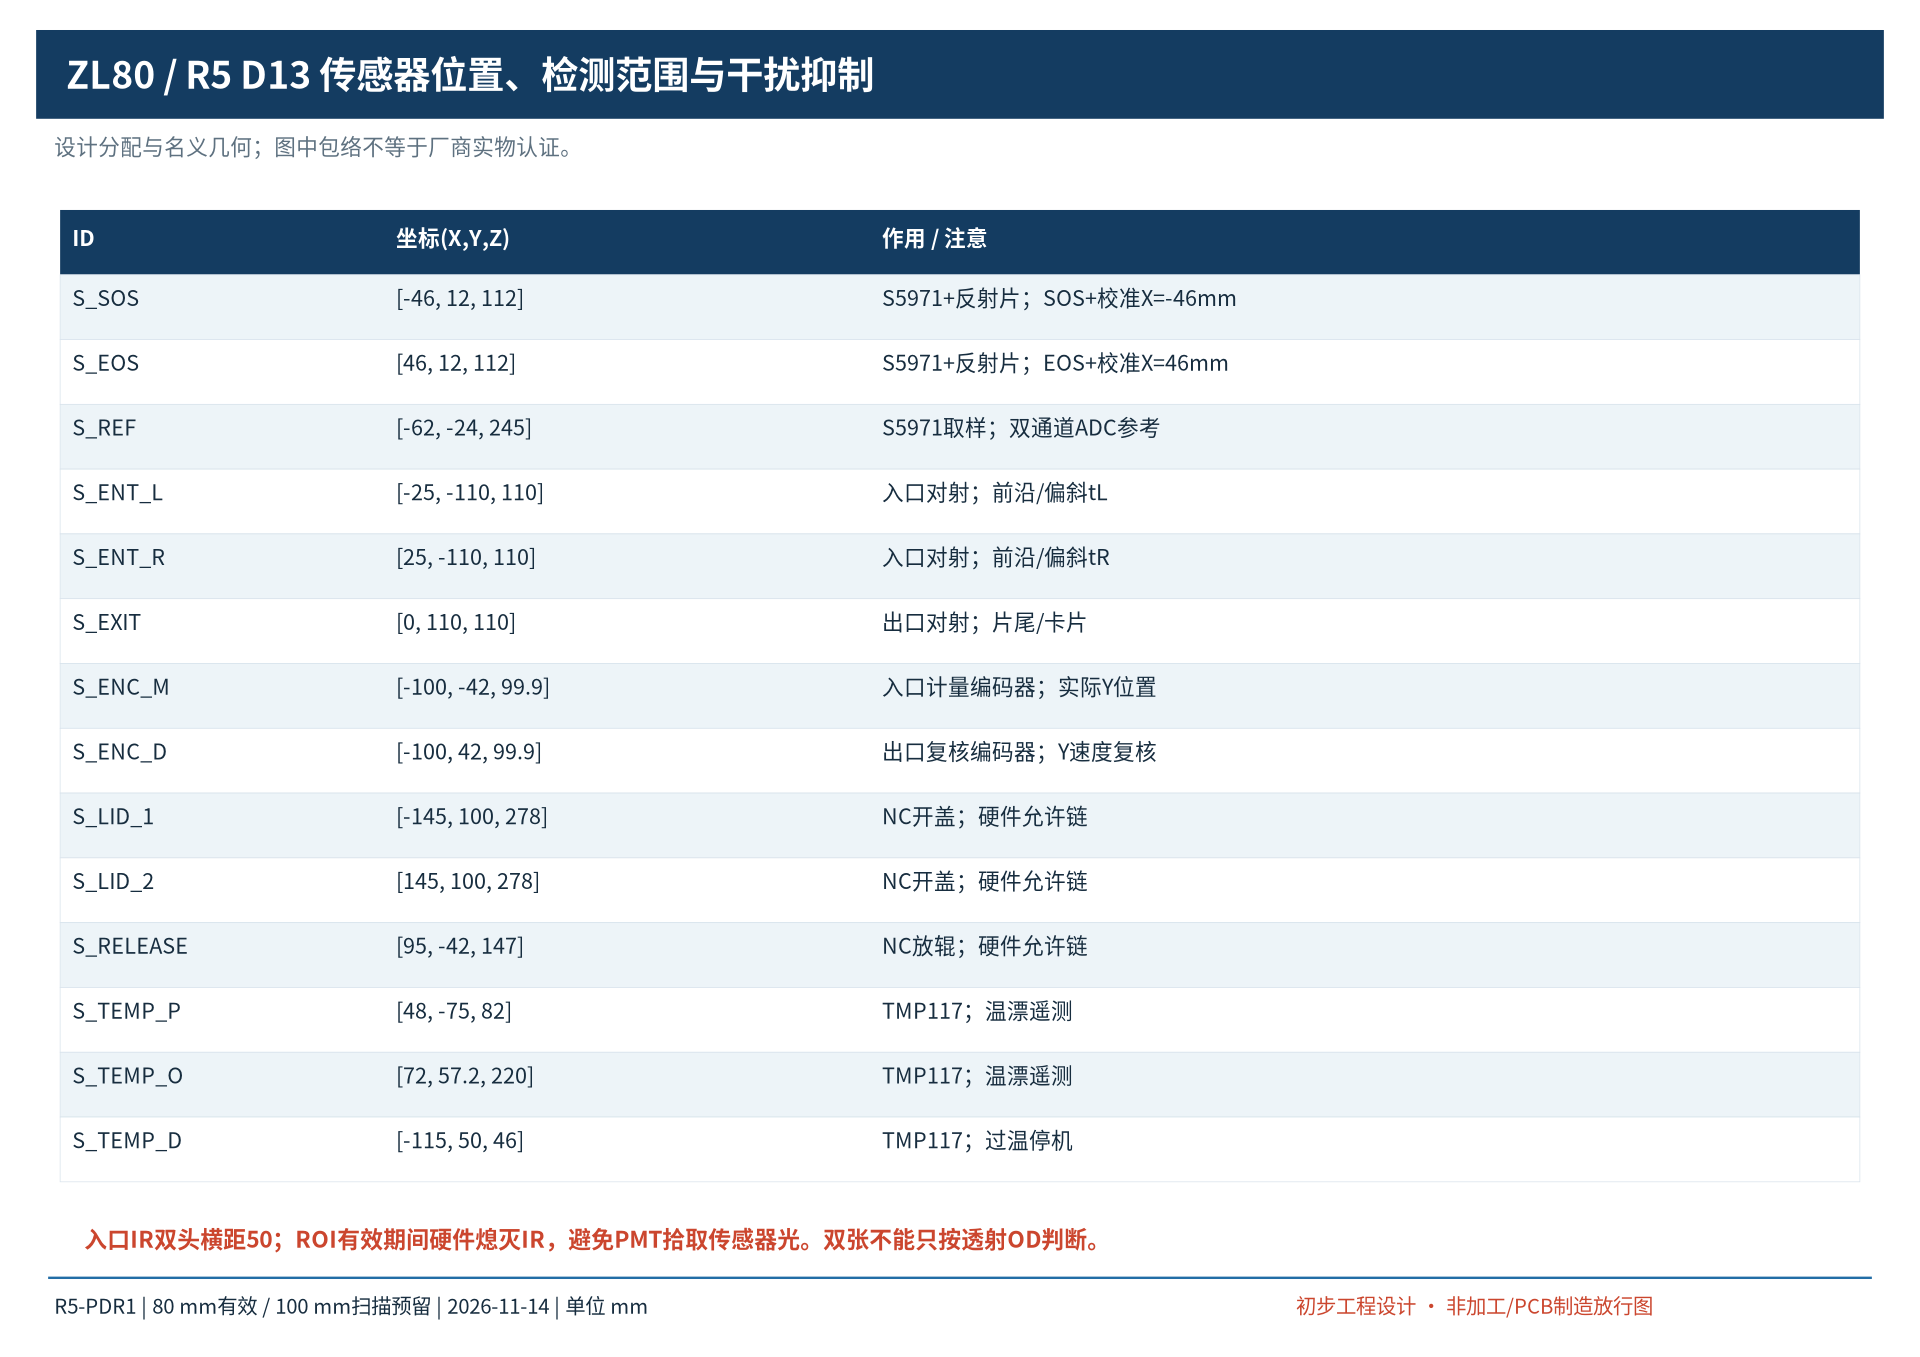 ZL80 / R5 D13 传感器位置、检测范围与干扰抑制
设计分配与名义几何；图中包络不等于厂商实物认证。
ID 坐标(X,Y,Z) 作用 / 注意
S_SOS [-46, 12, 112] S5971+反射片；SOS+校准X=-46mm
S_EOS [46, 12, 112] S5971+反射片；EOS+校准X=46mm
S_REF [-62, -24, 245] S5971取样；双通道ADC参考
S_ENT_L [-25, -110, 110] 入口对射；前沿/偏斜tL
S_ENT_R [25, -110, 110] 入口对射；前沿/偏斜tR
S_EXIT [0, 110, 110] 出口对射；片尾/卡片
S_ENC_M [-100, -42, 99.9] 入口计量编码器；实际Y位置
S_ENC_D [-100, 42, 99.9] 出口复核编码器；Y速度复核
S_LID_1 [-145, 100, 278] NC开盖；硬件允许链
S_LID_2 [145, 100, 278] NC开盖；硬件允许链
S_RELEASE [95, -42, 147] NC放辊；硬件允许链
S_TEMP_P [48, -75, 82] TMP117；温漂遥测
S_TEMP_O [72, 57.2, 220] TMP117；温漂遥测
S_TEMP_D [-115, 50, 46] TMP117；过温停机
入口IR双头横距50；ROI有效期间硬件熄灭IR，避免PMT拾取传感器光。双张不能只按透射OD判断。
R5-PDR1 | 80 mm有效 / 100 mm扫描预留 | 2026-11-14 | 单位 mm 初步工程设计 · 非加工/PCB制造放行图